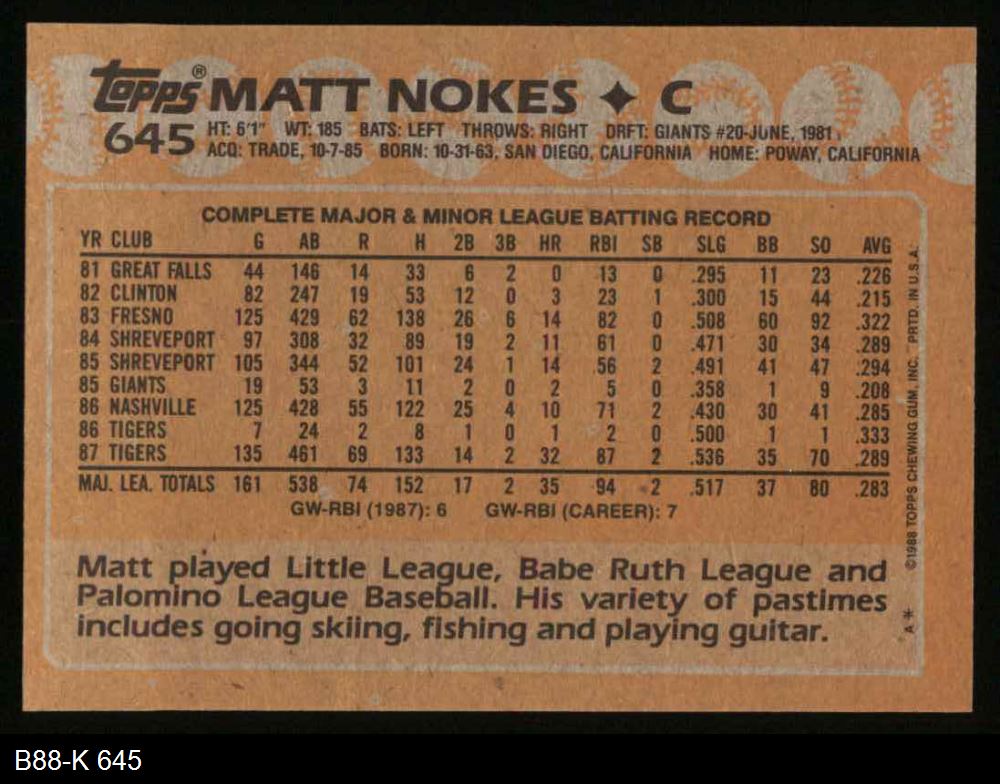 topps® MATT NOKES ✦ C
645 HT: 6'1" WT: 185 BATS: LEFT THROWS: RIGHT DRFT: GIANTS #20-JUNE, 1981
ACQ: TRADE, 10-7-85 BORN: 10-31-63, SAN DIEGO, CALIFORNIA HOME: POWAY, CALIFORNIA
COMPLETE MAJOR & MINOR LEAGUE BATTING RECORD
YR CLUB G AB R H 2B 3B HR RBI SB SLG BB SO AVG
81 GREAT FALLS 44 146 14 33 6 2 0 13 0 .295 11 23 .226
82 CLINTON 82 247 19 53 12 0 3 23 1 .300 15 44 .215
83 FRESNO 125 429 62 138 26 6 14 82 0 .508 60 92 .322
84 SHREVEPORT 97 308 32 89 19 2 11 61 0 .471 30 34 .289
85 SHREVEPORT 105 344 52 101 24 1 14 56 2 .491 41 47 .294
85 GIANTS 19 53 3 11 2 0 2 5 0 .358 1 9 .208
86 NASHVILLE 125 428 55 122 25 4 10 71 2 .430 30 41 .285
86 TIGERS 7 24 2 8 1 0 1 2 0 .500 1 1 .333
87 TIGERS 135 461 69 133 14 2 32 87 2 .536 35 70 .289
MAJ. LEA. TOTALS 161 538 74 152 17 2 35 94 2 .517 37 80 .283
GW-RBI (1987): 6 GW-RBI (CAREER): 7
Matt played Little League, Babe Ruth League and
Palomino League Baseball. His variety of pastimes
includes going skiing, fishing and playing guitar.
A* ©1988 TOPPS CHEWING GUM, INC. PRTD. IN U.S.A.
B88-K 645